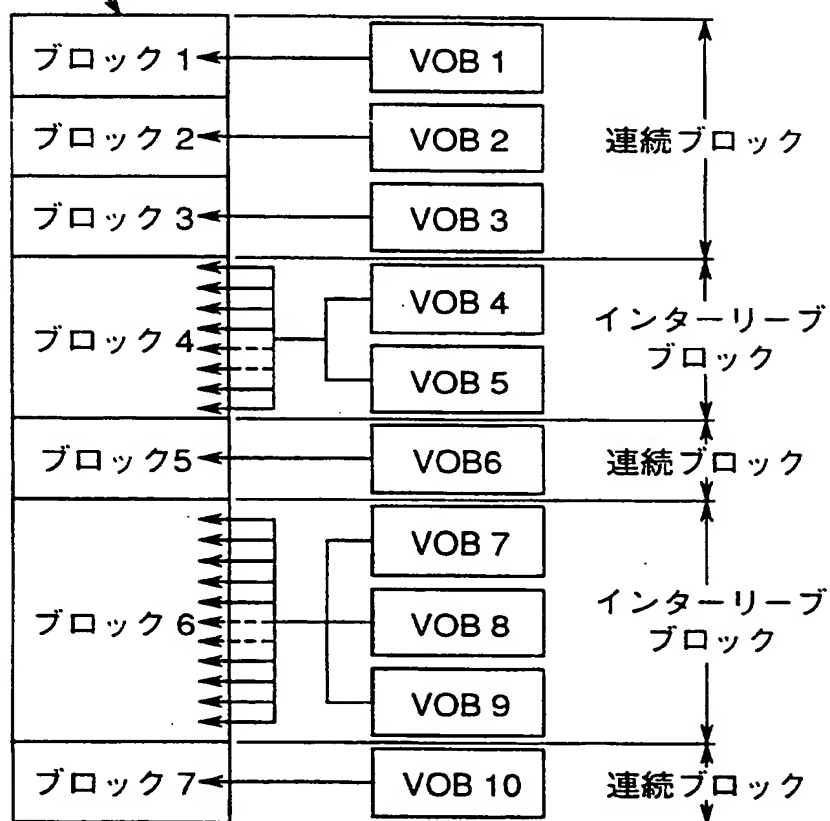 ブロック1
VOB 1
ブロック2
VOB 2
連続ブロック
ブロック3
VOB 3
ブロック4
VOB 4
VOB 5
インターリーブ
ブロック
ブロック5
VOB6
連続ブロック
ブロック6
VOB 7
VOB 8
VOB 9
インターリーブ
ブロック
ブロック7
VOB 10
連続ブロック